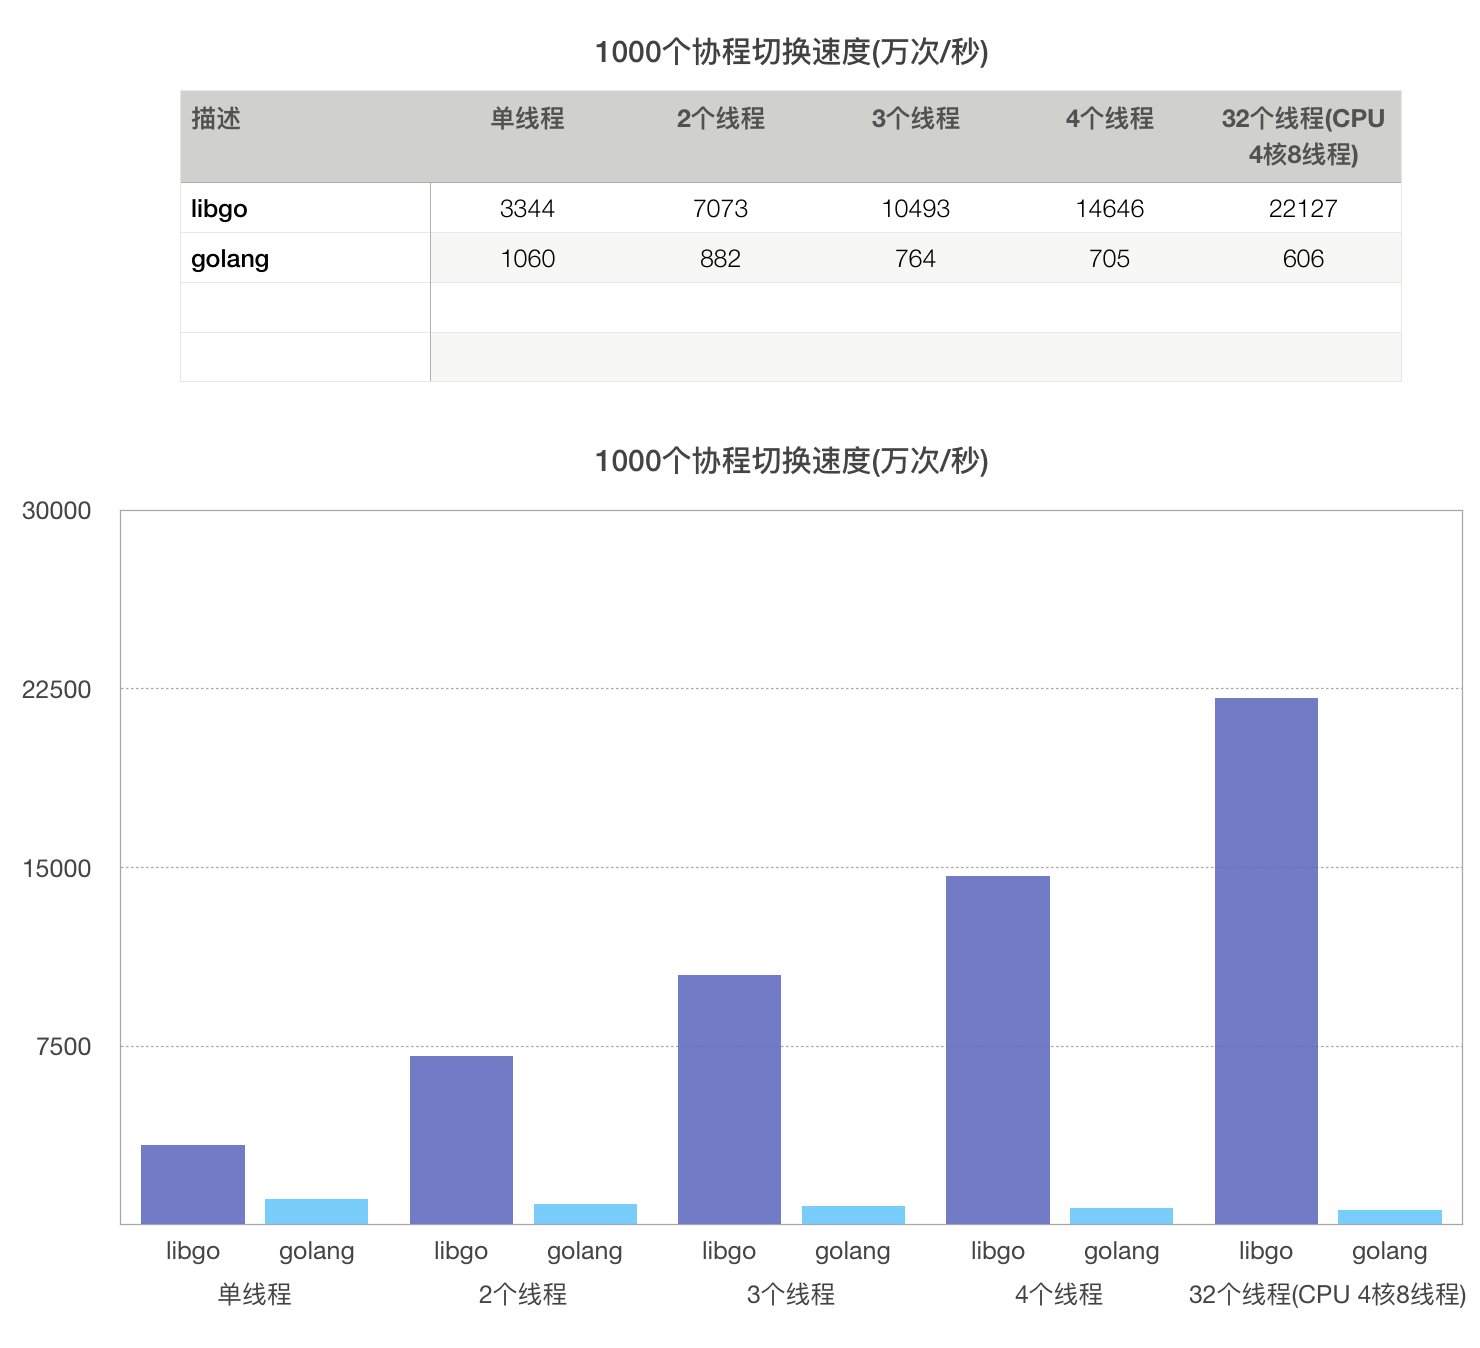 1000个协程切换速度(万次/秒)
描述 单线程 2个线程 3个线程 4个线程 32个线程(CPU
4核8线程)
libgo 3344 7073 10493 14646 22127
golang 1060 882 764 705 606
1000个协程切换速度(万次/秒)
30000
22500
15000
7500
libgo golang libgo golang libgo golang libgo golang libgo golang
单线程 2个线程 3个线程 4个线程 32个线程(CPU 4核8线程)